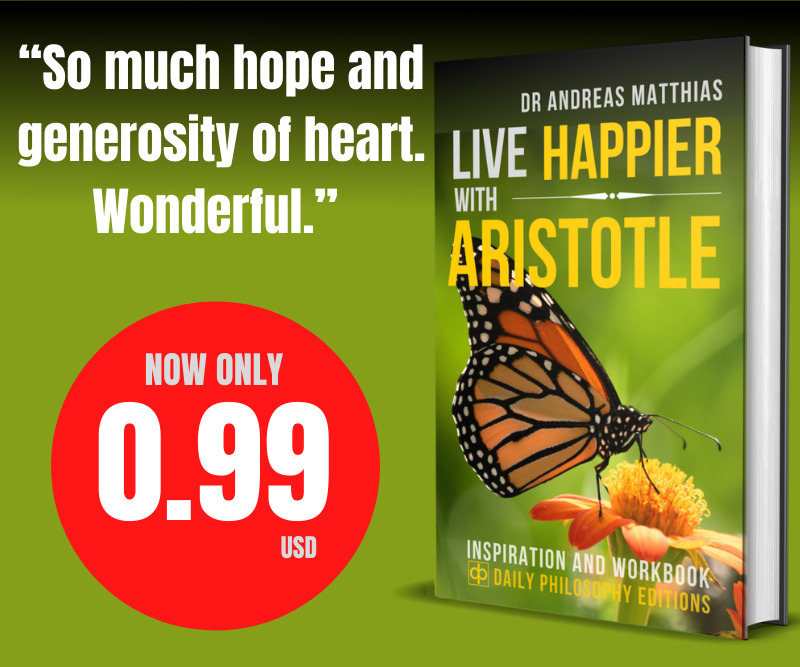 “So much hope and
generosity of heart.
Wonderful.”
NOW ONLY
0.99
USD
DR ANDREAS MATTHIAS
LIVE HAPPIER
WITH
ARISTOTLE
INSPIRATION AND WORKBOOK
dp DAILY PHILOSOPHY EDITIONS